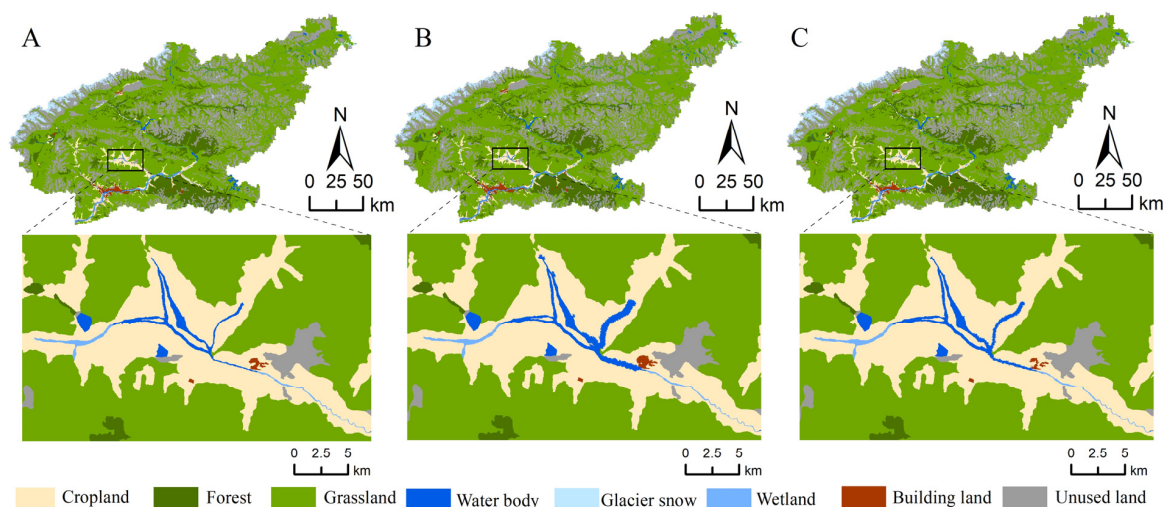 A
B
C
N
N
N
0 25 50
km
0 25 50
km
0 25 50
km
0 2.5 5
km
0 2.5 5
km
0 2.5 5
km
Cropland Forest Grassland Water body Glacier snow Wetland Building land Unused land